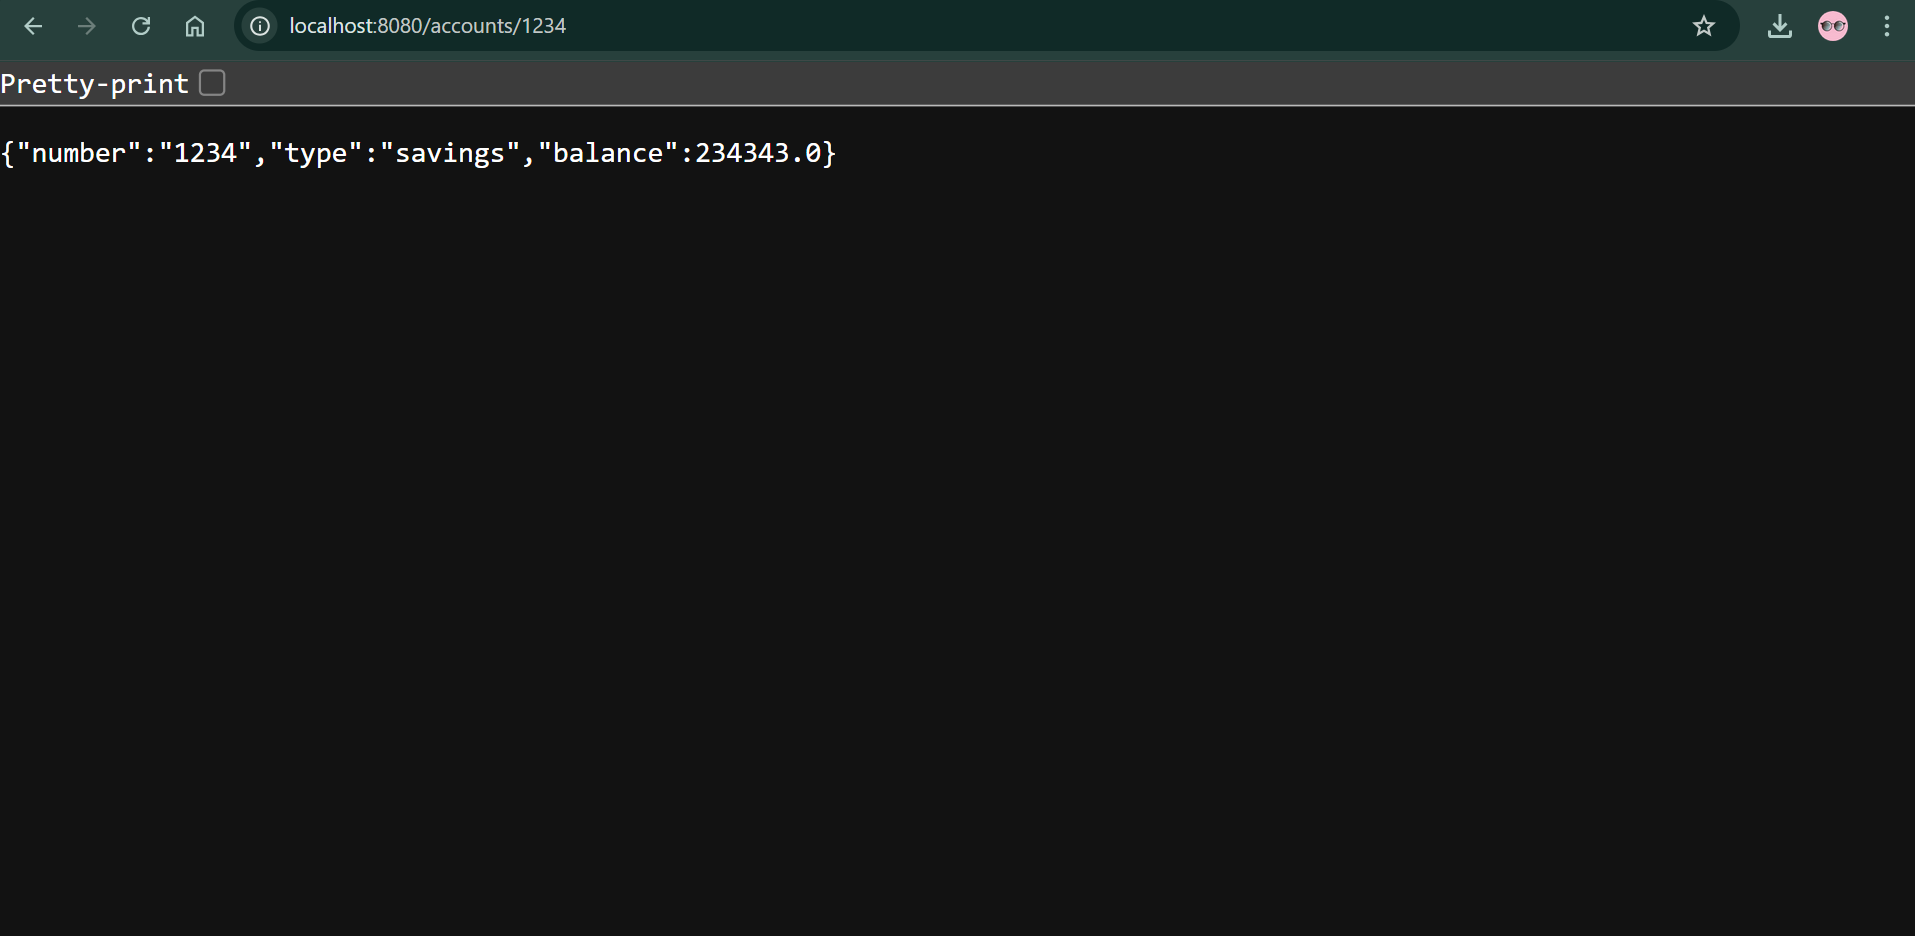 localhost:8080/accounts/1234
Pretty-print
{"number":"1234","type":"savings","balance":234343.0}